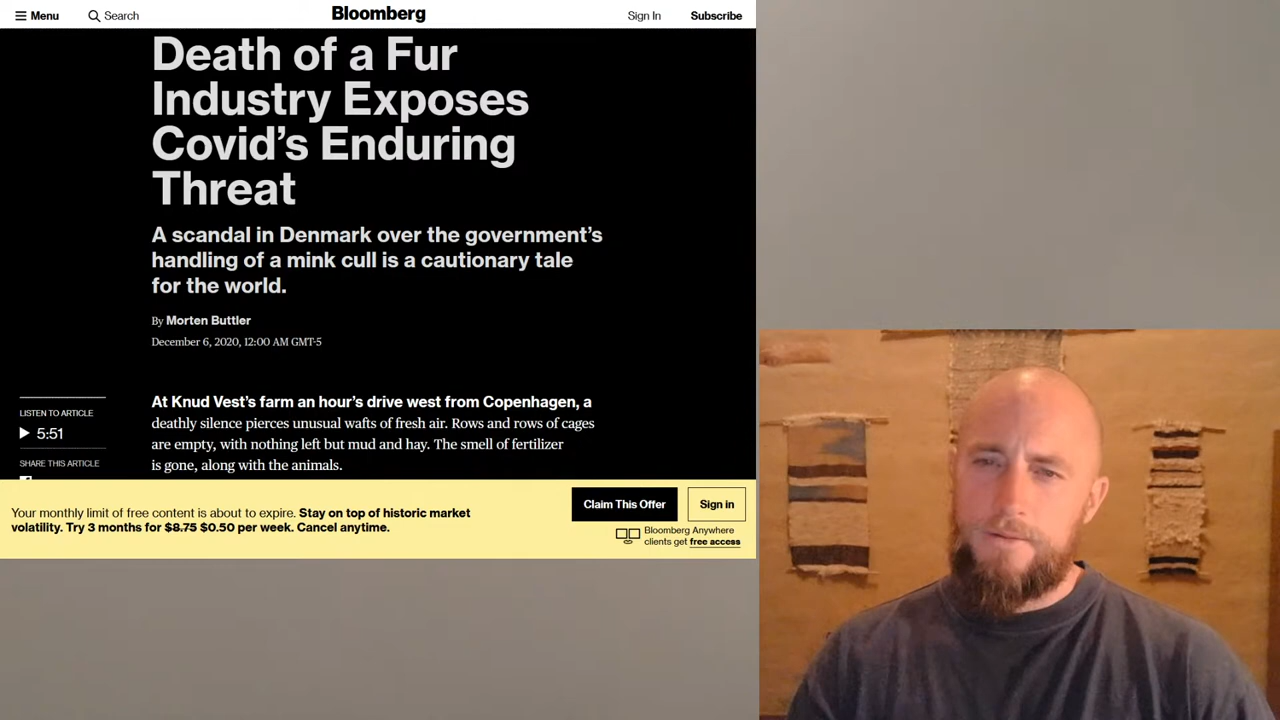 Menu
Search
Bloomberg
Sign In
Subscribe
Death of a Fur
Industry Exposes
Covid's Enduring
Threat
A scandal in Denmark over the government's
handling of a mink cull is a cautionary tale
for the world.
By Morten Buttler
December 6, 2020, 12:00 AM GMT-5
LISTEN TO ARTICLE
5:51
SHARE THIS ARTICLE
At Knud Vest's farm an hour's drive west from Copenhagen, a
deathly silence pierces unusual wafts of fresh air. Rows and rows of cages
are empty, with nothing left but mud and hay. The smell of fertilizer
is gone, along with the animals.
Your monthly limit of free content is about to expire. Stay on top of historic market
volatility. Try 3 months for $8.75 $0.50 per week. Cancel anytime.
Claim This Offer
Sign in
Bloomberg Anywhere
clients get free access